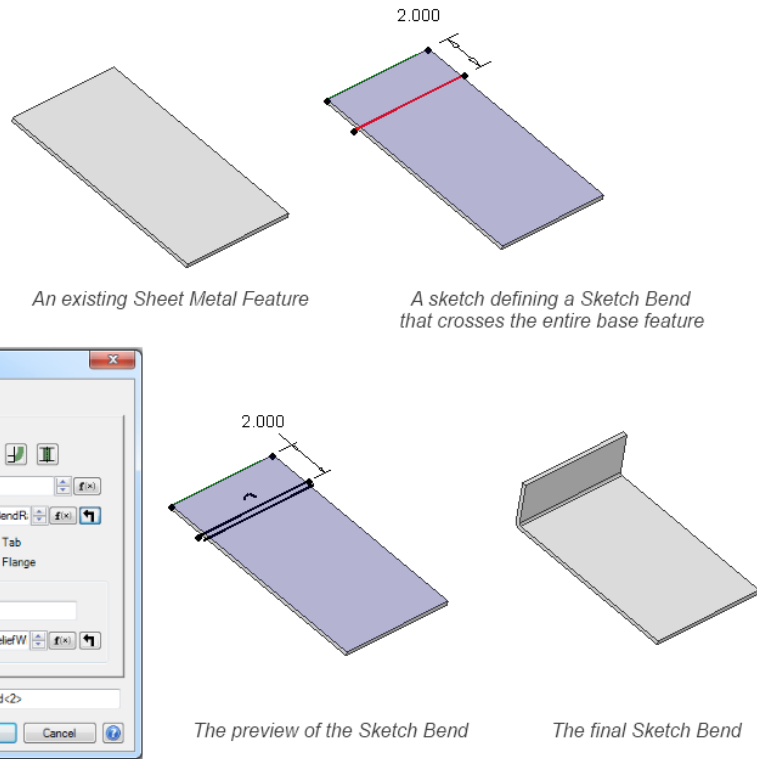 2.000
An existing Sheet Metal Feature
A sketch defining a Sketch Bend
that crosses the entire base feature
f(x)
f(x)
Tab
Flange
f(x)
d<2>
Cancel
2.000
The preview of the Sketch Bend
The final Sketch Bend